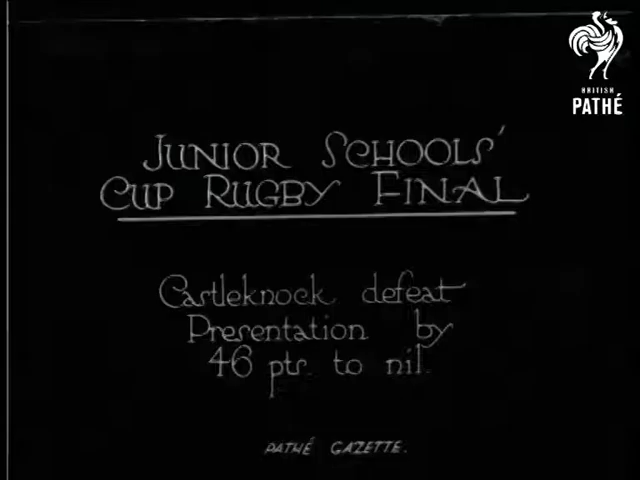 BRITISH
PATHÉ
JUNIOR SCHOOLS'
CUP RUGBY FINAL
Castleknock defeat
Presentation by
46 pts. to nil.
PATHÉ GAZETTE.